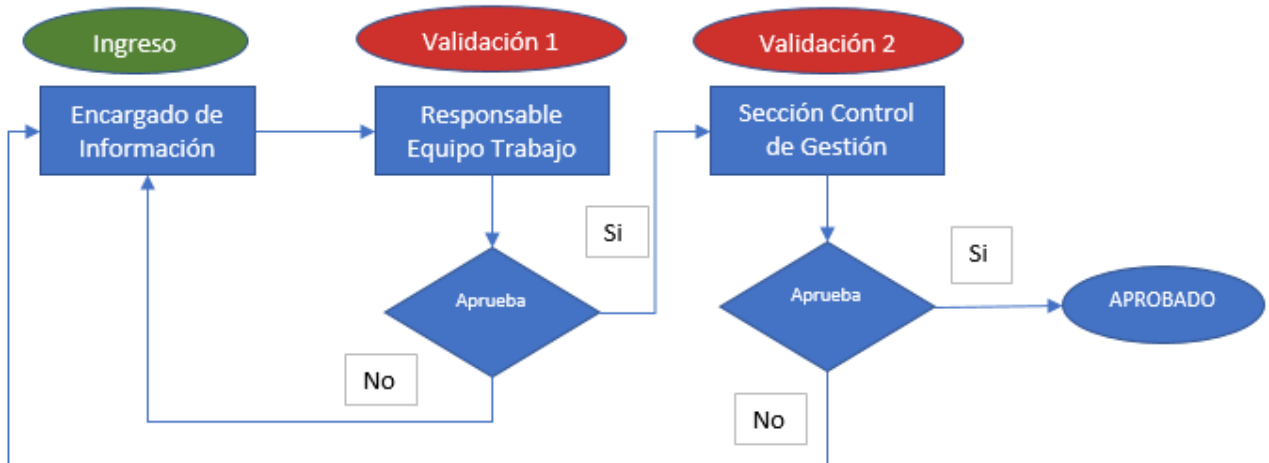 Ingreso
Validación 1
Validación 2
Encargado de
Información
Responsable
Equipo Trabajo
Sección Control
de Gestión
Si
Si
Aprueba
Aprueba
APROBADO
No
No